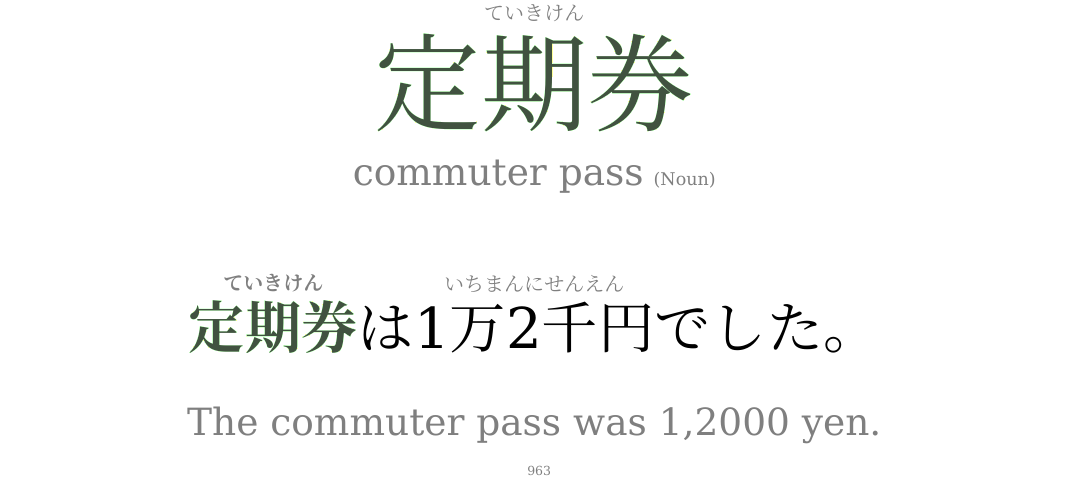 ていきけん
定期券
commuter pass (Noun)
ていきけん いちまんにせんえん
定期券は1万2千円でした。
The commuter pass was 1,2000 yen.
963